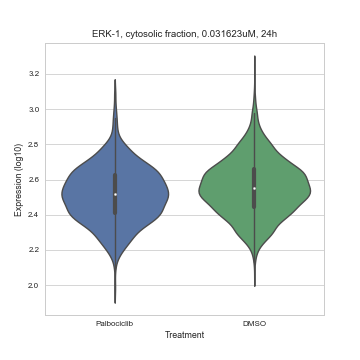 ERK-1, cytosolic fraction, 0.031623uM, 24h
3.2
3.0
2.8
2.6
2.4
2.2
2.0
Expression (log10)
Palbociclib
DMSO
Treatment